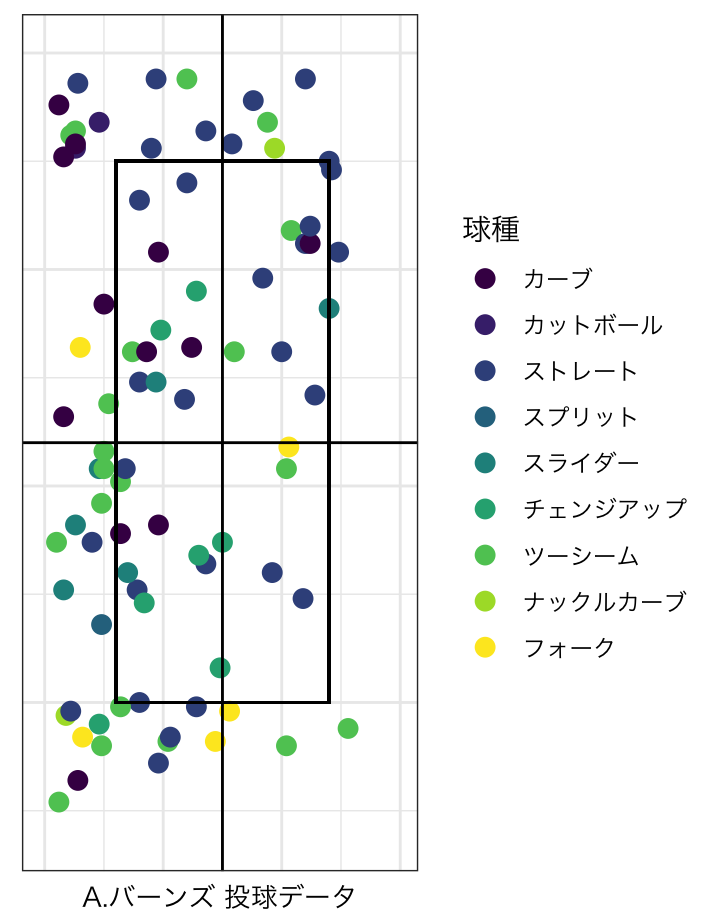 球種
カーブ
カットボール
ストレート
スプリット
スライダー
チェンジアップ
ツーシーム
ナックルカーブ
フォーク
A.バーンズ 投球データ